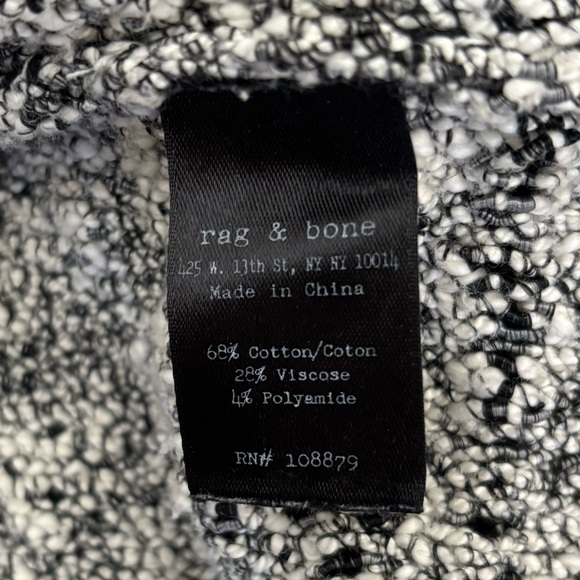 rag & bone
425 W. 13th St, NY NY 10014
Made in China
68% Cotton/Coton
28% Viscose
4% Polyamide
RN# 108879